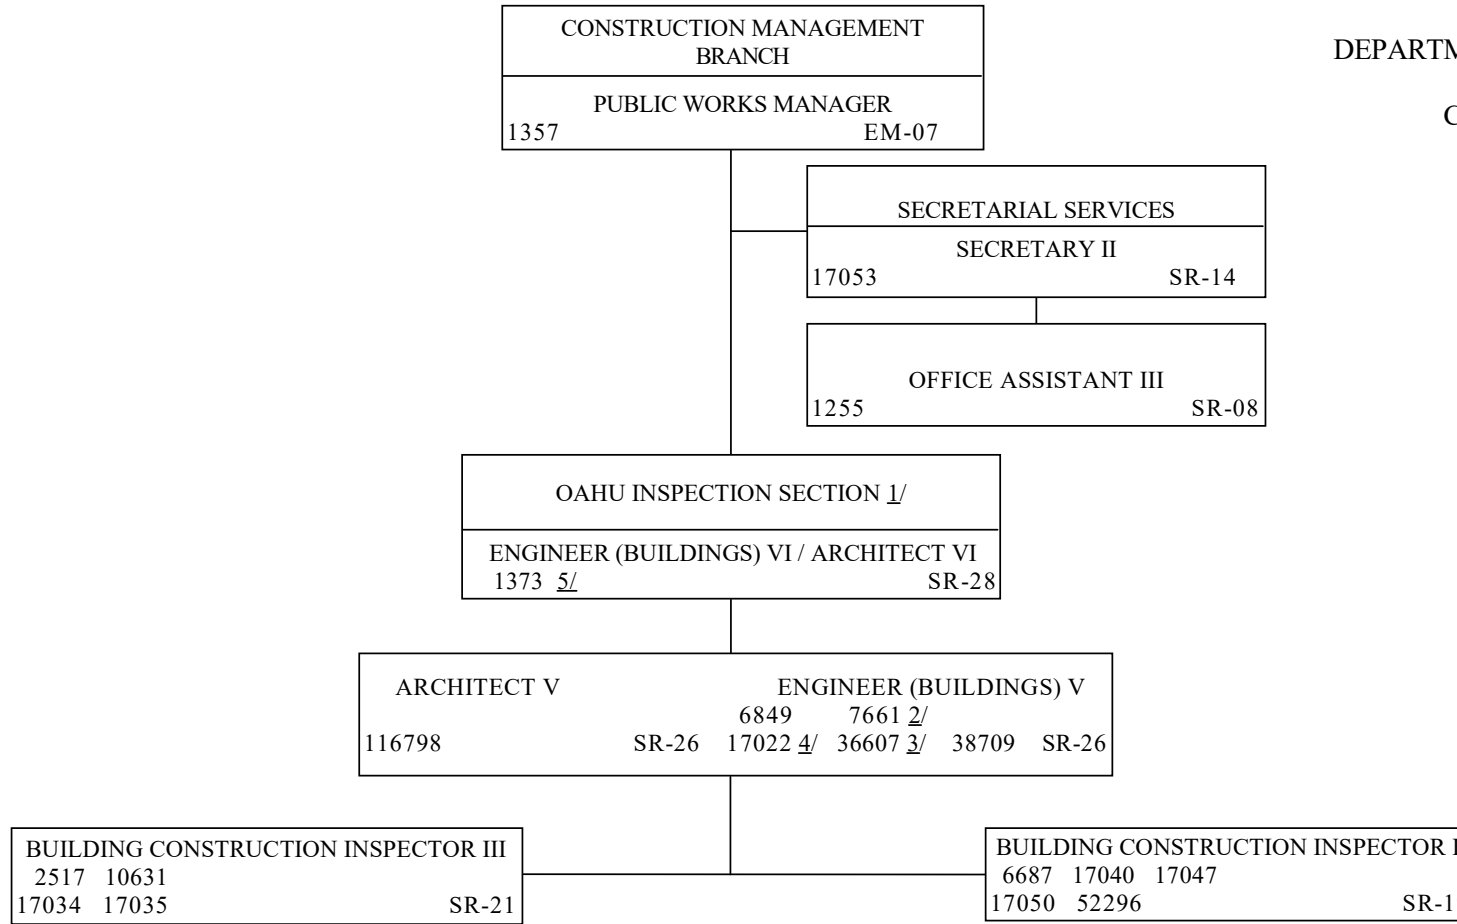 CONSTRUCTION MANAGEMENT
BRANCH
PUBLIC WORKS MANAGER
1357 EM-07
DEPARTM
C
SECRETARIAL SERVICES
SECRETARY II
17053 SR-14
OFFICE ASSISTANT III
1255 SR-08
OAHU INSPECTION SECTION 1/
ENGINEER (BUILDINGS) VI / ARCHITECT VI
1373 5/ SR-28
ARCHITECT V ENGINEER (BUILDINGS) V
6849 7661 2/
116798 SR-26 17022 4/ 36607 3/ 38709 SR-26
BUILDING CONSTRUCTION INSPECTOR III
2517 10631
17034 17035 SR-21
BUILDING CONSTRUCTION INSPECTOR I
6687 17040 17047
17050 52296 SR-1